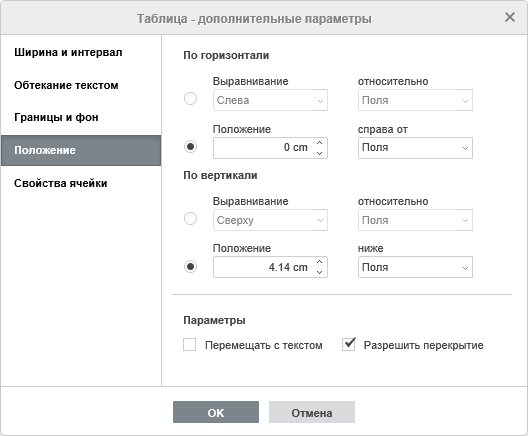 Таблица - дополнительные параметры
Ширина и интервал
Обтекание текстом
Границы и фон
Положение
Свойства ячейки
По горизонтали
Выравнивание относительно
Слева Поля
Положение справа от
0 cm Поля
По вертикали
Выравнивание относительно
Сверху Поля
Положение ниже
4.14 cm Поля
Параметры
Перемещать с текстом Разрешить перекрытие
OK Отмена